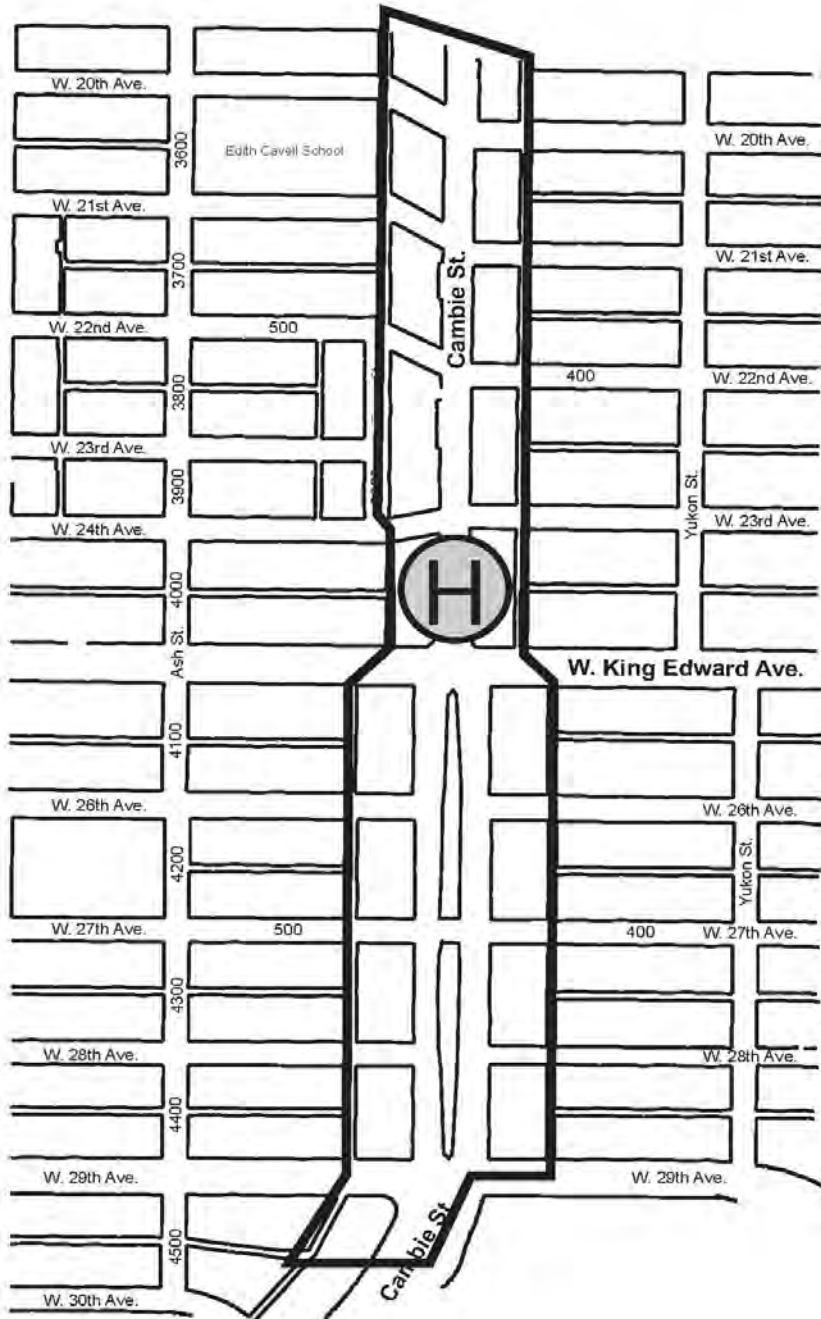 W. 20th Ave.
W. 20th Ave.
3600
Edith Cavell School
W. 21st Ave.
W. 21st Ave.
3700
Cambie St.
W. 22nd Ave.
500
400
W. 22nd Ave.
3800
W. 23rd Ave.
3900
Yukon St.
W. 23rd Ave.
W. 24th Ave.
H
4000
Ash St.
W. King Edward Ave.
4100
W. 26th Ave.
W. 26th Ave.
4200
Yukon St.
W. 27th Ave.
500
400
W. 27th Ave.
4300
W. 28th Ave.
W. 28th Ave.
4400
W. 29th Ave.
W. 29th Ave.
Cambie St.
4500
W. 30th Ave.